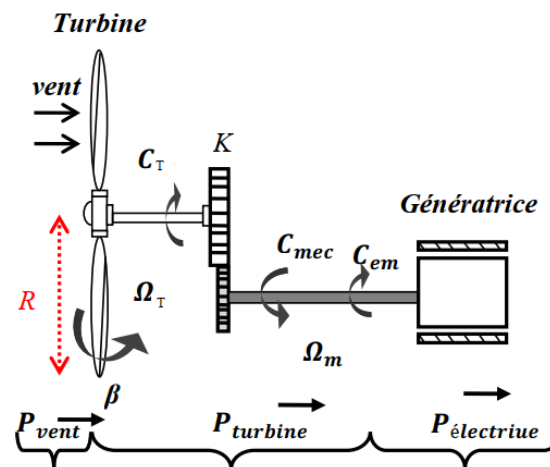 Turbine
vent
C_T
K
Génératrice
C_mec
C_em
R
Ω_T
Ω_m
β
P_vent
P_turbine
P_électriue